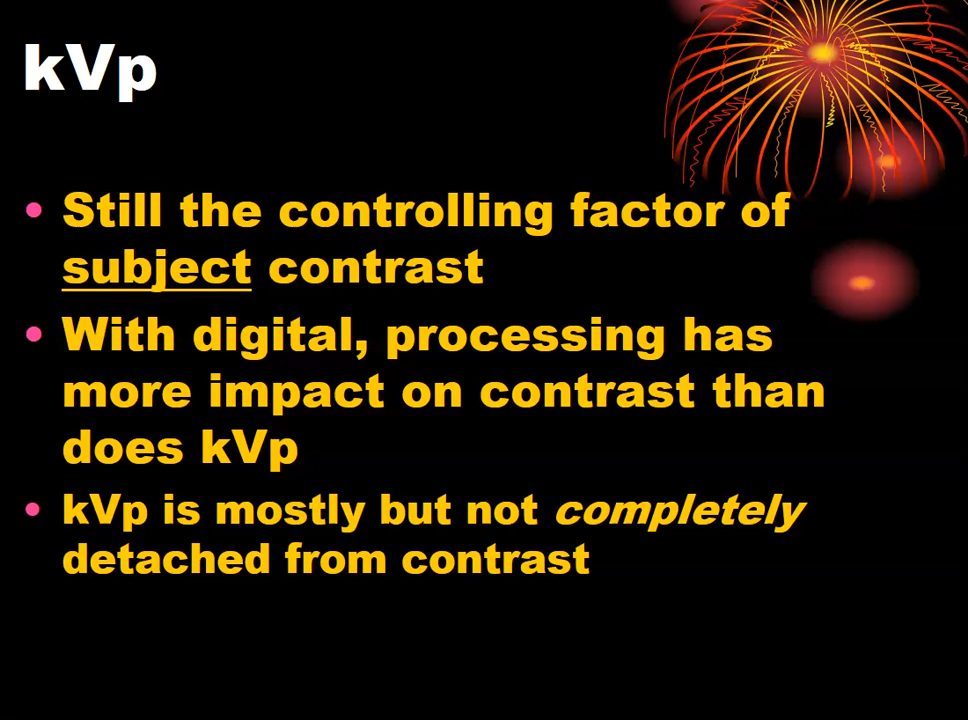 kVp
• Still the controlling factor of
subject contrast
• With digital, processing has
more impact on contrast than
does kVp
• kVp is mostly but not completely
detached from contrast